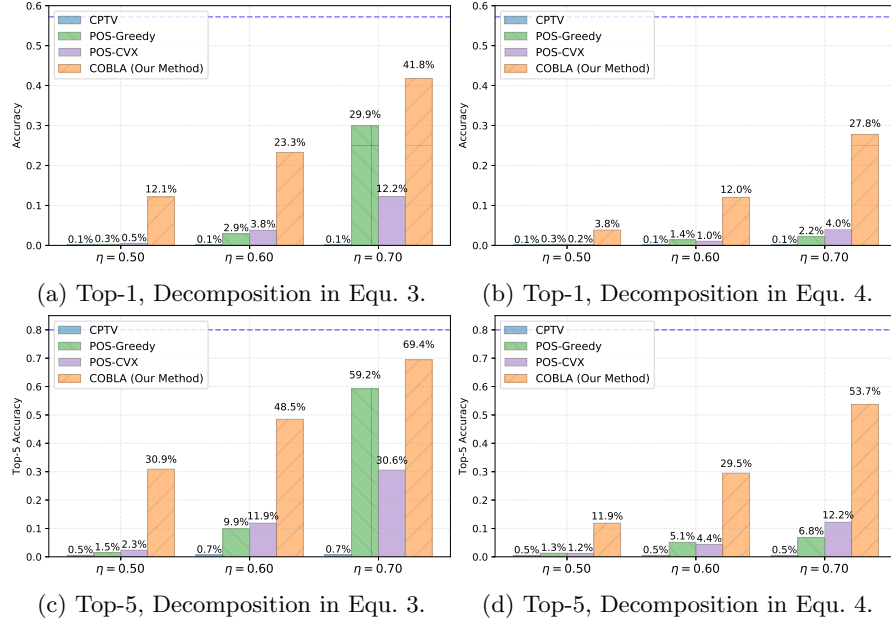 CPTV
POS-Greedy
POS-CVX
COBLA (Our Method)
Accuracy
0.6
0.5
0.4
0.3
0.2
0.1
0.0
0.1% 0.3% 0.5% 12.1%
0.1% 2.9% 3.8% 23.3%
0.1% 29.9% 12.2% 41.8%
η = 0.50 η = 0.60 η = 0.70
(a) Top-1, Decomposition in Equ. 3.
CPTV
POS-Greedy
POS-CVX
COBLA (Our Method)
Accuracy
0.6
0.5
0.4
0.3
0.2
0.1
0.0
0.1% 0.3% 0.2% 3.8%
0.1% 1.4% 1.0% 12.0%
0.1% 2.2% 4.0% 27.8%
η = 0.50 η = 0.60 η = 0.70
(b) Top-1, Decomposition in Equ. 4.
CPTV
POS-Greedy
POS-CVX
COBLA (Our Method)
Top-5 Accuracy
0.8
0.7
0.6
0.5
0.4
0.3
0.2
0.1
0.0
0.5% 1.5% 2.3% 30.9%
0.7% 9.9% 11.9% 48.5%
0.7% 59.2% 30.6% 69.4%
η = 0.50 η = 0.60 η = 0.70
(c) Top-5, Decomposition in Equ. 3.
CPTV
POS-Greedy
POS-CVX
COBLA (Our Method)
Top-5 Accuracy
0.8
0.7
0.6
0.5
0.4
0.3
0.2
0.1
0.0
0.5% 1.3% 1.2% 11.9%
0.5% 5.1% 4.4% 29.5%
0.5% 6.8% 12.2% 53.7%
η = 0.50 η = 0.60 η = 0.70
(d) Top-5, Decomposition in Equ. 4.